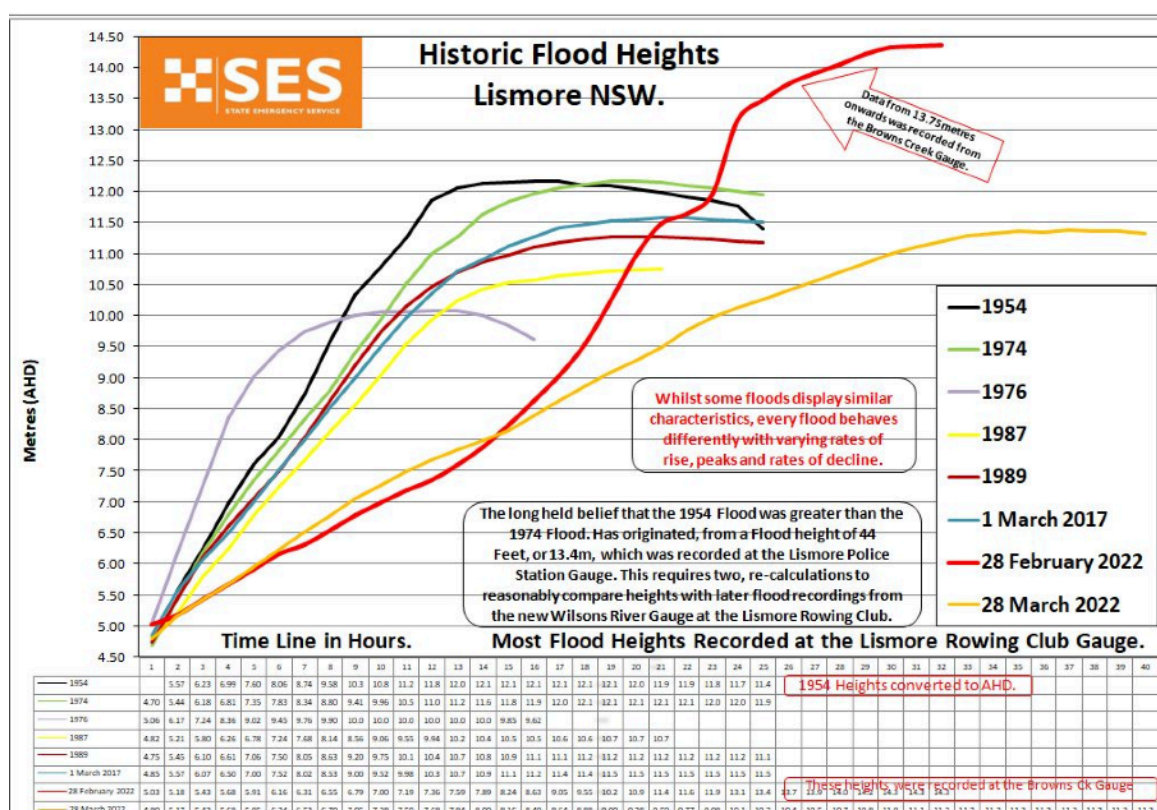 SES
STATE EMERGENCY SERVICE
Historic Flood Heights
Lismore NSW.
Data from 13.75metres
onwards was recorded from
the Browns Creek Gauge.
Metres (AHD)
14.50
14.00
13.50
13.00
12.50
12.00
11.50
11.00
10.50
10.00
9.50
9.00
8.50
8.00
7.50
7.00
6.50
6.00
5.50
5.00
4.50
1954
1974
1976
1987
1989
1 March 2017
28 February 2022
28 March 2022
Whilst some floods display similar
characteristics, every flood behaves
differently with varying rates of
rise, peaks and rates of decline.
The long held belief that the 1954 Flood was greater than the
1974 Flood. Has originated, from a Flood height of 44
Feet, or 13.4m, which was recorded at the Lismore Police
Station Gauge. This requires two, re-calculations to
reasonably compare heights with later flood recordings from
the new Wilsons River Gauge at the Lismore Rowing Club.
Time Line in Hours. Most Flood Heights Recorded at the Lismore Rowing Club Gauge.
1 2 3 4 5 6 7 8 9 10 11 12 13 14 15 16 17 18 19 20 21 22 23 24 25 26 27 28 29 30 31 32 33 34 35 36 37 38 39 40
1954 5.57 6.23 6.99 7.60 8.06 8.74 9.58 10.3 10.8 11.2 11.8 12.0 12.1 12.1 12.1 12.1 12.1 12.1 12.0 11.9 11.9 11.8 11.7 11.4 1954 Heights converted to AHD.
1974 4.70 5.44 6.18 6.81 7.35 7.83 8.34 8.80 9.41 9.96 10.5 11.0 11.2 11.6 11.8 11.9 12.0 12.1 12.1 12.1 12.1 12.1 12.0 12.0 11.9
1976 5.06 6.17 7.24 8.36 9.02 9.45 9.76 9.90 10.0 10.0 10.0 10.0 10.0 10.0 9.85 9.62
1987 4.82 5.21 5.80 6.26 6.78 7.24 7.68 8.14 8.56 9.06 9.55 9.94 10.2 10.4 10.5 10.5 10.6 10.6 10.7 10.7 10.7
1989 4.75 5.45 6.10 6.61 7.06 7.50 8.05 8.63 9.20 9.75 10.1 10.4 10.7 10.8 10.9 11.1 11.1 11.2 11.2 11.2 11.2 11.2 11.2 11.2 11.1
1 March 2017 4.85 5.57 6.07 6.50 7.00 7.52 8.02 8.53 9.00 9.52 9.98 10.3 10.7 10.9 11.1 11.2 11.4 11.4 11.5 11.5 11.5 11.5 11.5 11.5 11.5
28 February 2022 5.03 5.18 5.43 5.68 5.91 6.16 6.31 6.55 6.79 7.00 7.19 7.36 7.59 7.89 8.24 8.63 9.05 9.55 10.2 10.9 11.4 11.6 11.9 13.1 13.4 13.7 13.9
These heights were recorded at the Browns Ck Gauge
28 March 2022